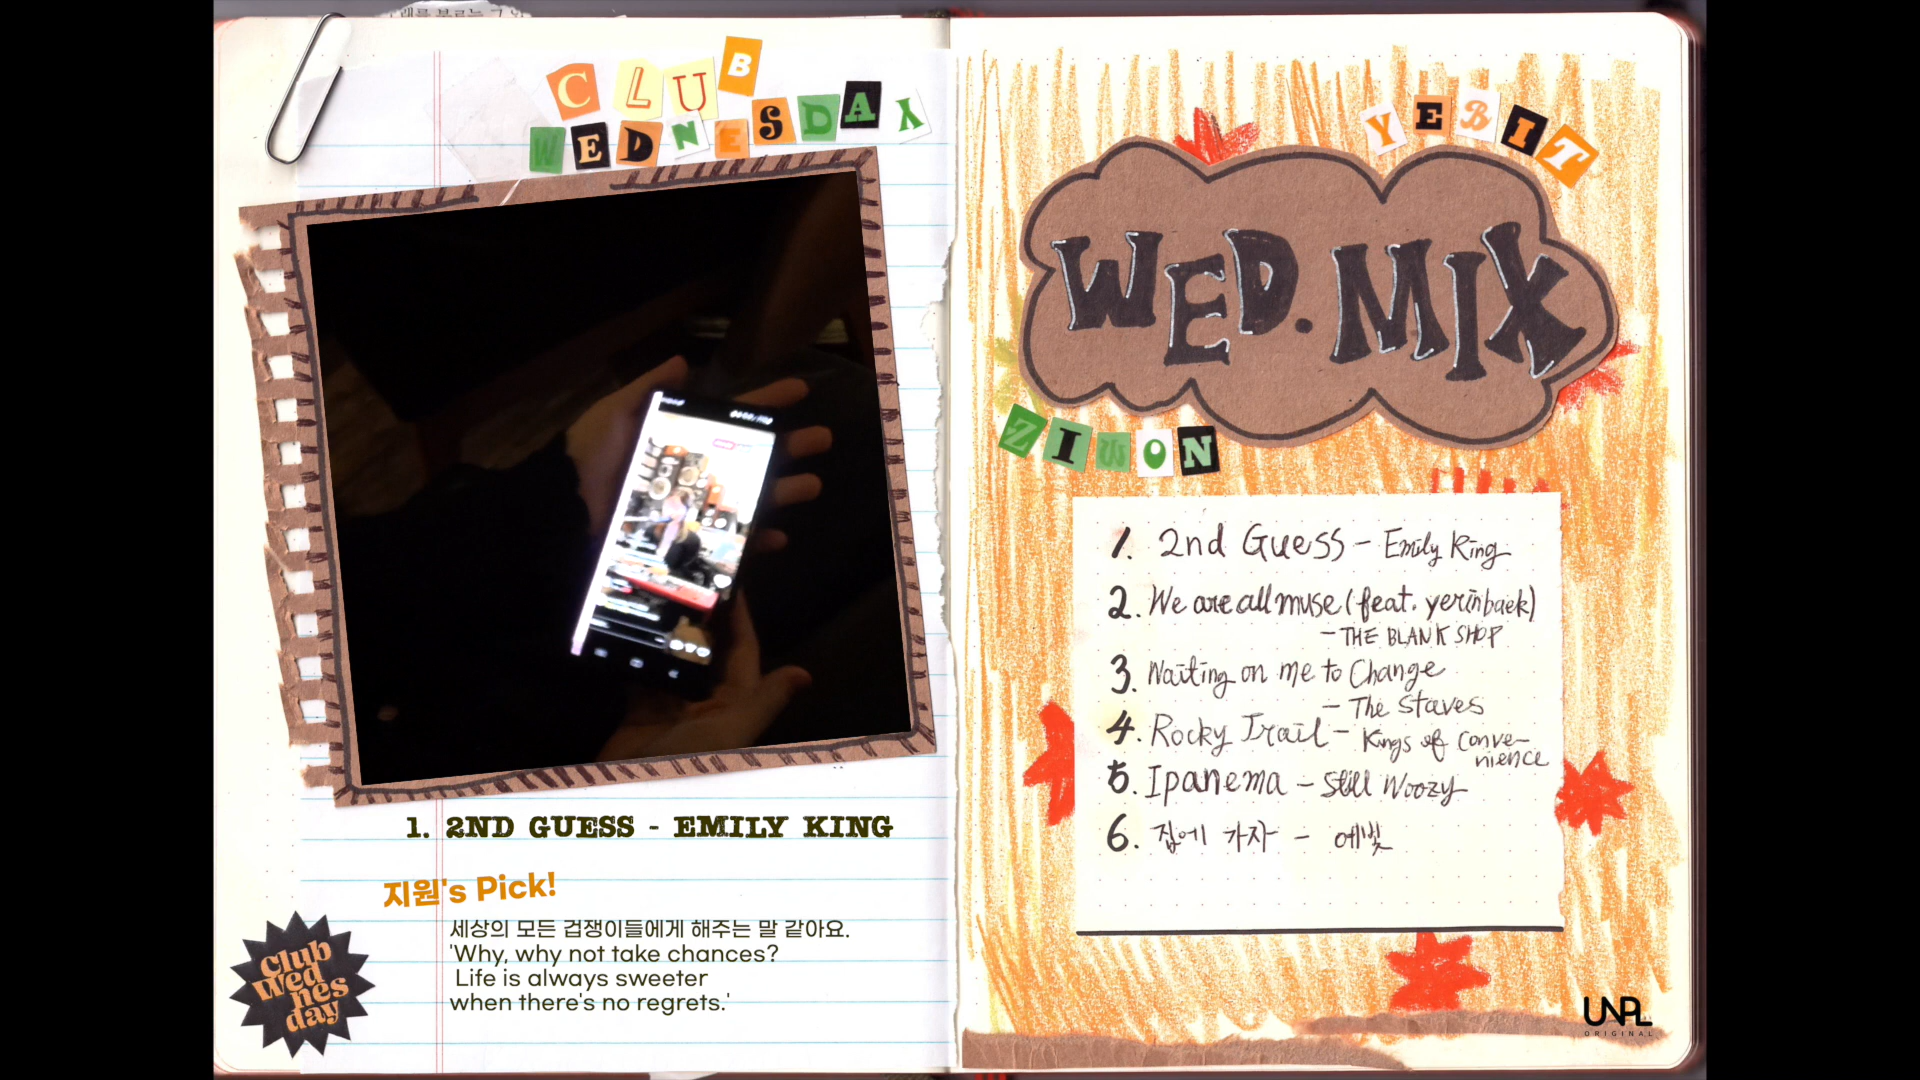 CLUB
WEDNESDAY
1. 2ND GUESS - EMILY KING
지원's Pick!
세상의 모든 겁쟁이들에게 해주는 말 같아요.
'Why, why not take chances?
Life is always sweeter
when there's no regrets.'
club
wed
nes
day
YEBIT
WED.MIX
ZIWON
1. 2nd Guess - Emily King
2. We are all muse (feat. yerinbaek)
- THE BLANK SHOP
3. Waiting on me to Change
- The Staves
4. Rocky Trail - Kings of Conve-
nience
5. Ipanema - Still Woozy
6. 집에 가자 - 예빛
UNPL
ORIGINAL